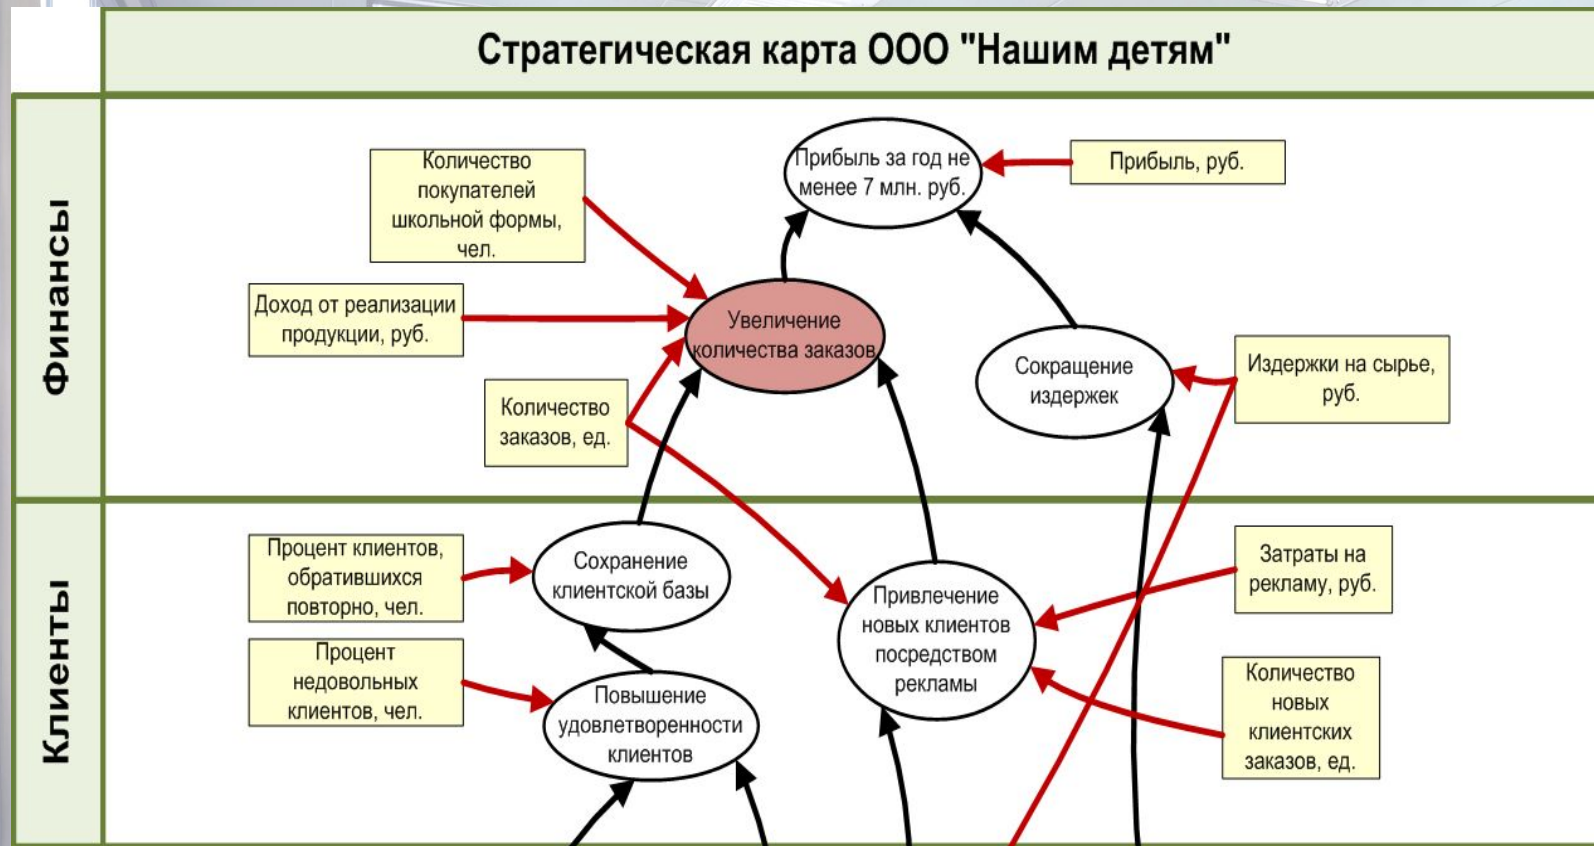 Стратегическая карта ООО "Нашим детям"
Финансы
Прибыль за год не
менее 7 млн. руб.
Прибыль, руб.
Количество
покупателей
школьной формы,
чел.
Доход от реализации
продукции, руб.
Увеличение
количества заказов
Количество
заказов, ед.
Сокращение
издержек
Издержки на сырье,
руб.
Клиенты
Процент клиентов,
обратившихся
повторно, чел.
Сохранение
клиентской базы
Привлечение
новых клиентов
посредством
рекламы
Затраты на
рекламу, руб.
Процент
недовольных
клиентов, чел.
Повышение
удовлетворенности
клиентов
Количество
новых
клиентских
заказов, ед.